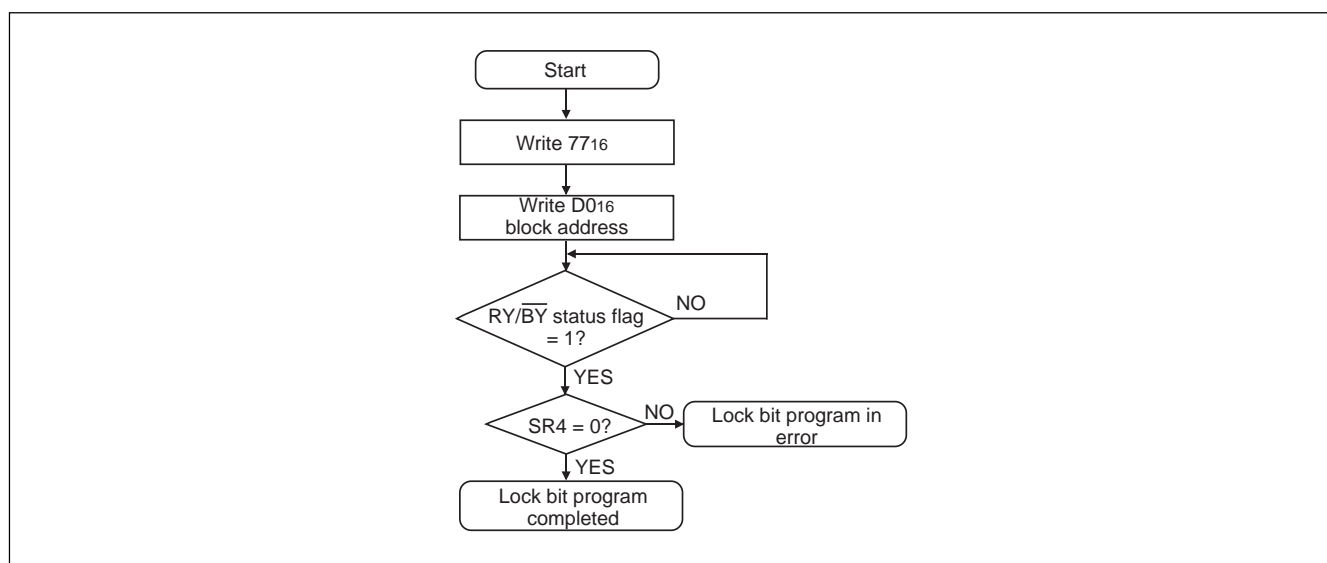 Start
Write 7716
Write D016
block address
RY/BY status flag
= 1?
NO
YES
SR4 = 0?
NO
Lock bit program in
error
YES
Lock bit program
completed